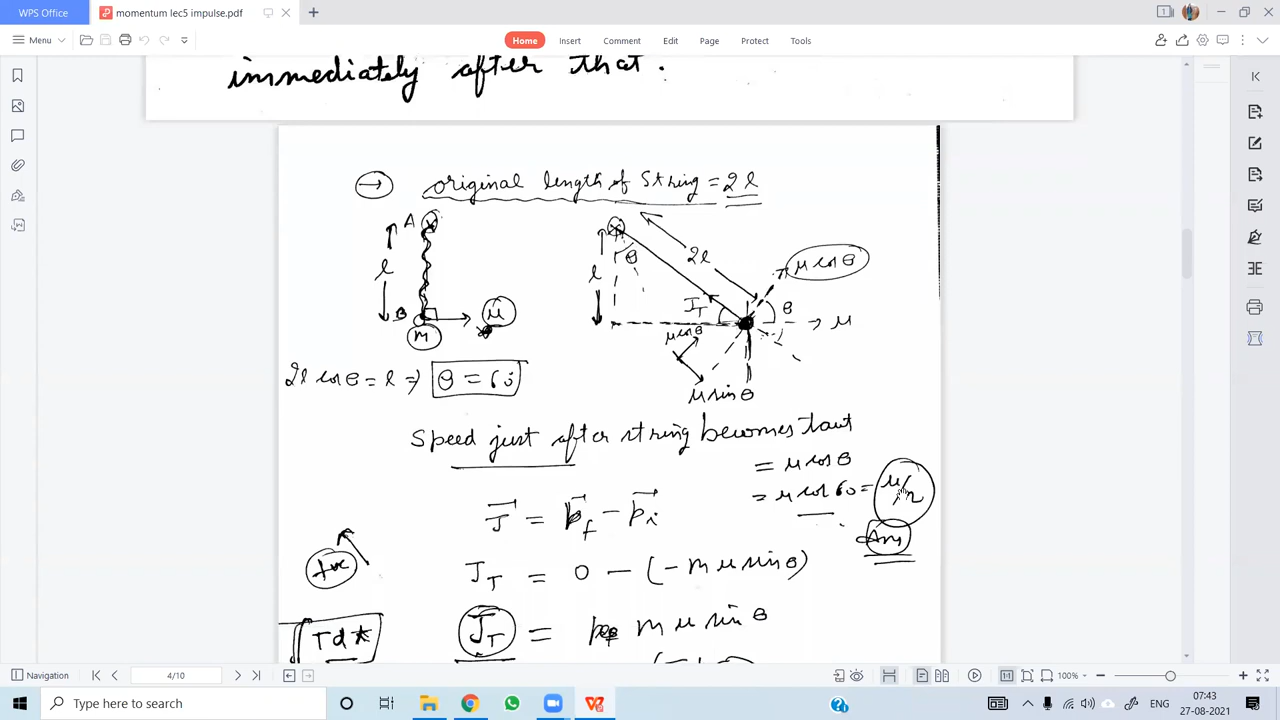 WPS Office
momentum lec5 impulse.pdf
Menu
Home
Insert
Comment
Edit
Page
Protect
Tools
immediately after that.
→ original length of String = 2l
A
l
B
m
u
θ
2l
l
J_T
u cos θ
θ
u
u cos θ
u sin θ
2l cos θ = l ⇒ θ = 60°
Speed just after string becomes taut
= u cos θ
= u cos 60 = u/2
Ans
J = p_f - p_i
+ve
J_T = 0 - (- m u sin θ)
J_T = m u sin θ
Navigation
4/10
100%
Type here to search
ENG
07:43
27-08-2021